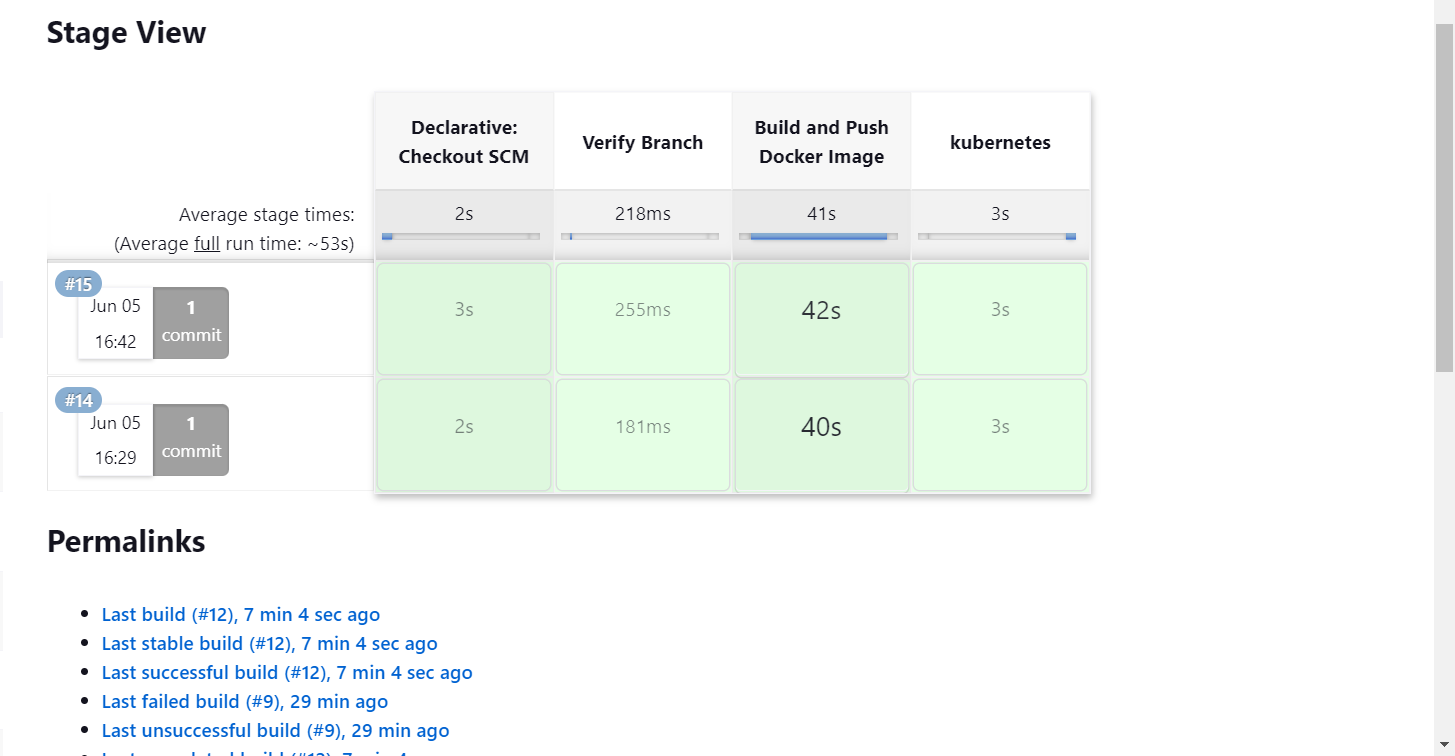 Stage View
Declarative:
Checkout SCM
Verify Branch
Build and Push
Docker Image
kubernetes
Average stage times:
(Average full run time: ~53s)
2s
218ms
41s
3s
#15
Jun 05
16:42
1
commit
3s
255ms
42s
3s
#14
Jun 05
16:29
1
commit
2s
181ms
40s
3s
Permalinks
Last build (#12), 7 min 4 sec ago
Last stable build (#12), 7 min 4 sec ago
Last successful build (#12), 7 min 4 sec ago
Last failed build (#9), 29 min ago
Last unsuccessful build (#9), 29 min ago